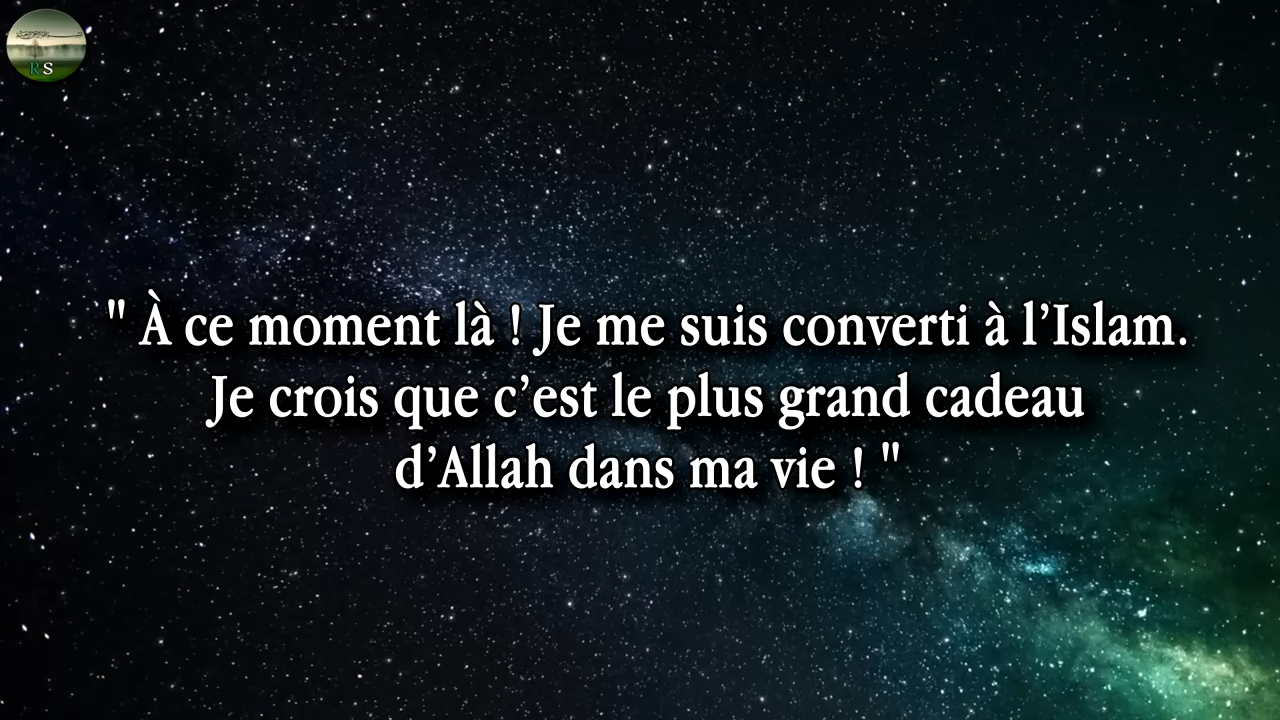 RS
" À ce moment là ! Je me suis converti à l’Islam.
Je crois que c’est le plus grand cadeau
d’Allah dans ma vie ! "